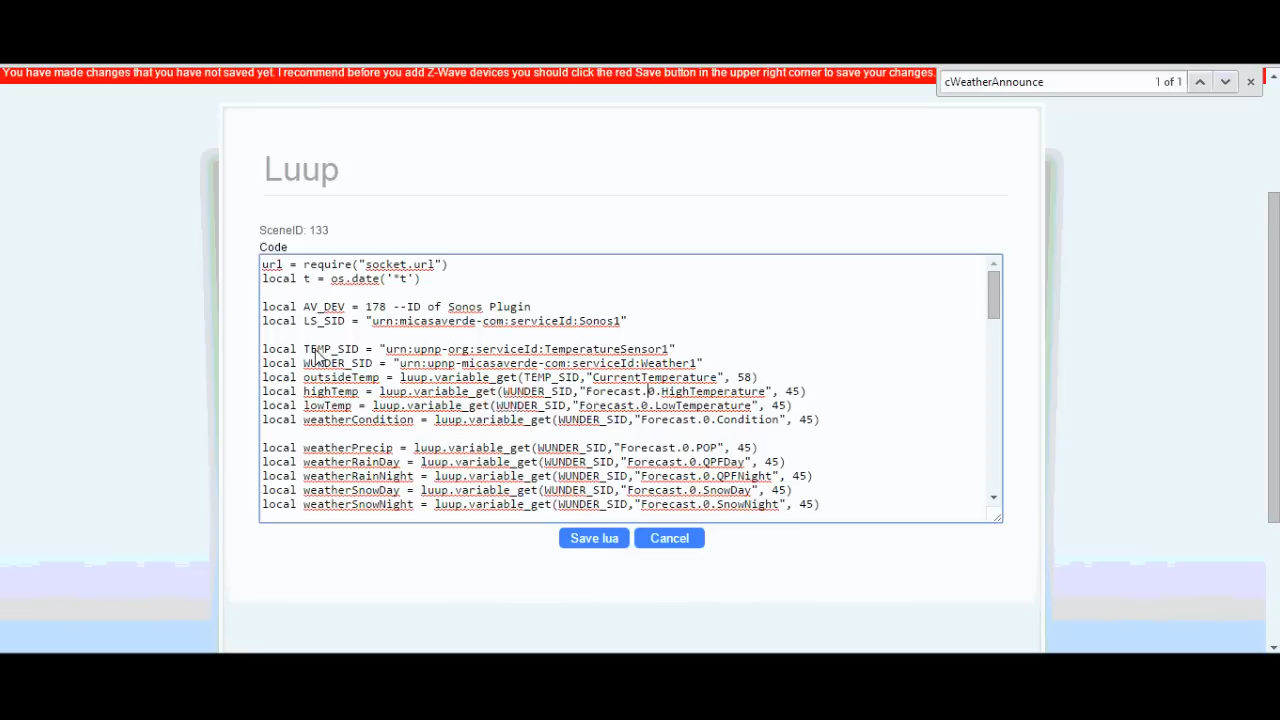 You have made changes that you have not saved yet. I recommend before you add Z-Wave devices you should click the red Save button in the upper right corner to save your changes.
cWeatherAnnounce 1 of 1
Luup
SceneID: 133
Code
url = require("socket.url")
local t = os.date('*t')
local AV_DEV = 178 --ID of Sonos Plugin
local LS_SID = "urn:micasaverde-com:serviceId:Sonos1"
local TEMP_SID = "urn:upnp-org:serviceId:TemperatureSensor1"
local WUNDER_SID = "urn:upnp-micasaverde-com:serviceId:Weather1"
local outsideTemp = luup.variable_get(TEMP_SID,"CurrentTemperature", 58)
local highTemp = luup.variable_get(WUNDER_SID,"Forecast.0.HighTemperature", 45)
local lowTemp = luup.variable_get(WUNDER_SID,"Forecast.0.LowTemperature", 45)
local weatherCondition = luup.variable_get(WUNDER_SID,"Forecast.0.Condition", 45)
local weatherPrecip = luup.variable_get(WUNDER_SID,"Forecast.0.POP", 45)
local weatherRainDay = luup.variable_get(WUNDER_SID,"Forecast.0.QPFDay", 45)
local weatherRainNight = luup.variable_get(WUNDER_SID,"Forecast.0.QPFNight", 45)
local weatherSnowDay = luup.variable_get(WUNDER_SID,"Forecast.0.SnowDay", 45)
local weatherSnowNight = luup.variable_get(WUNDER_SID,"Forecast.0.SnowNight", 45)
Save lua Cancel